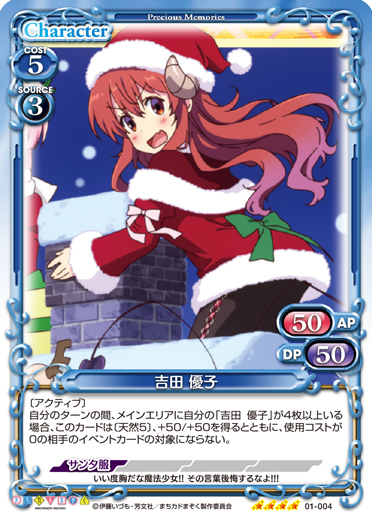 Precious Memories
Character
COST
5
SOURCE
3
50 AP
DP 50
吉田 優子
[アクティブ]
自分のターンの間、メインエリアに自分の「吉田 優子」が4枚以上いる
場合、このカードは[天然5]、+50/+50を得るとともに、使用コストが
0の相手のイベントカードの対象にならない。
サンタ服
いい度胸だな魔法少女!! その言葉後悔するなよ!!!
©伊藤いづも・芳文社/まちカドまぞく製作委員会
01-004